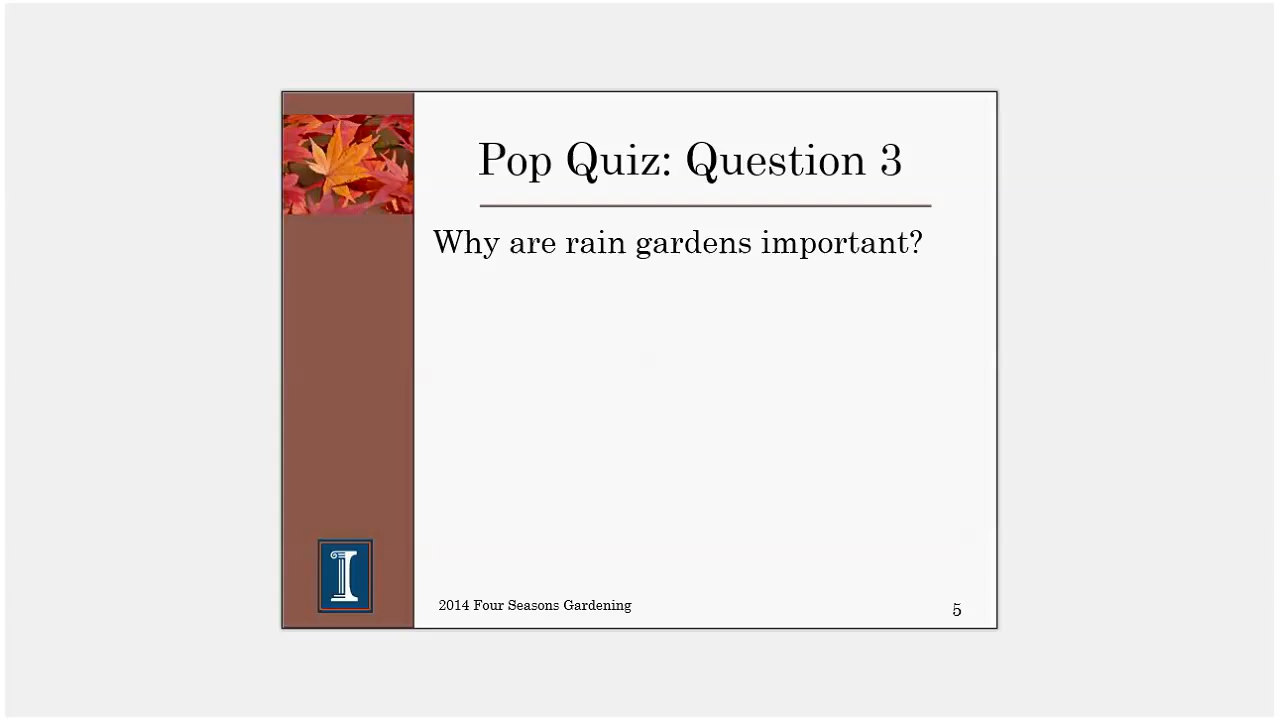 Pop Quiz: Question 3
Why are rain gardens important?
I
2014 Four Seasons Gardening
5